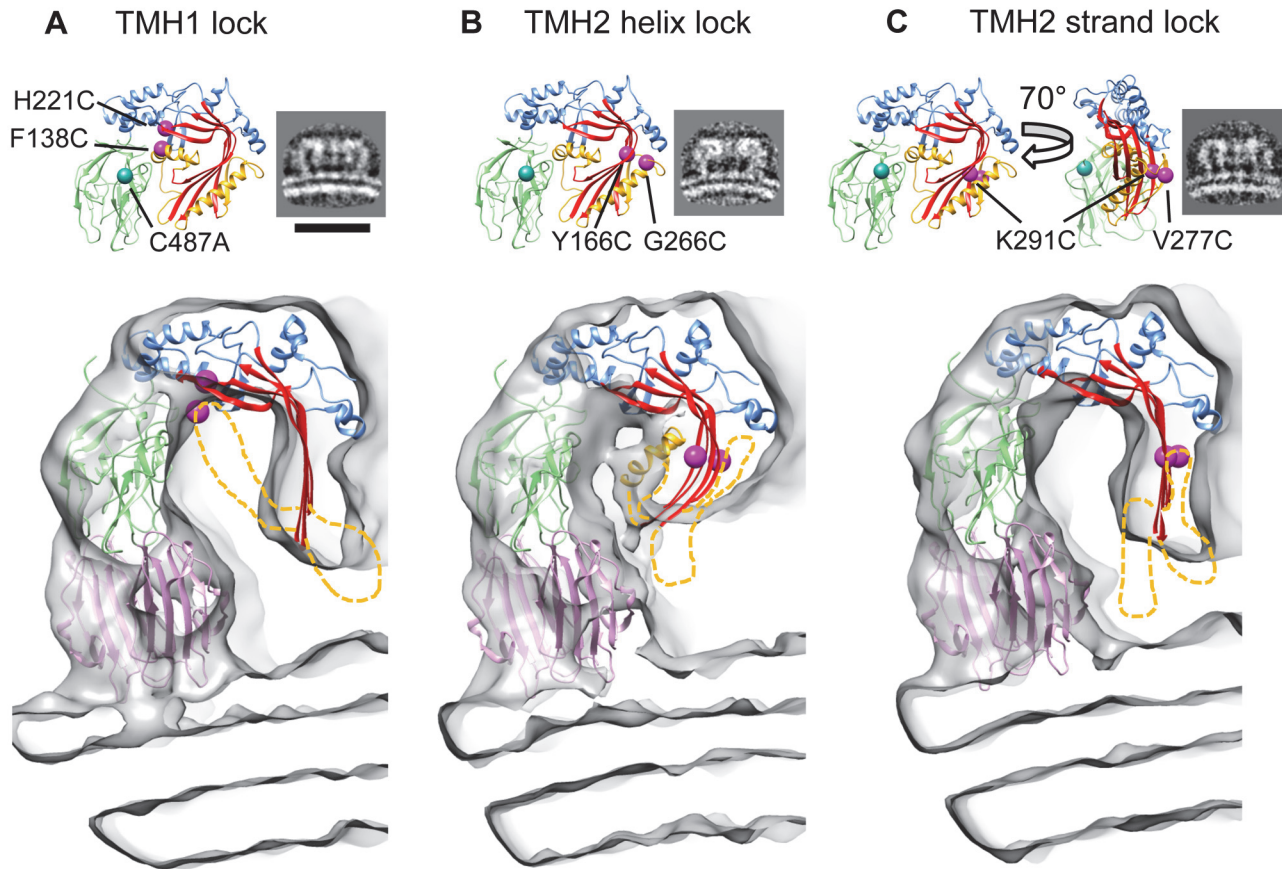 A TMH1 lock
B TMH2 helix lock
C TMH2 strand lock
H221C
F138C
C487A
Y166C
G266C
70°
K291C
V277C